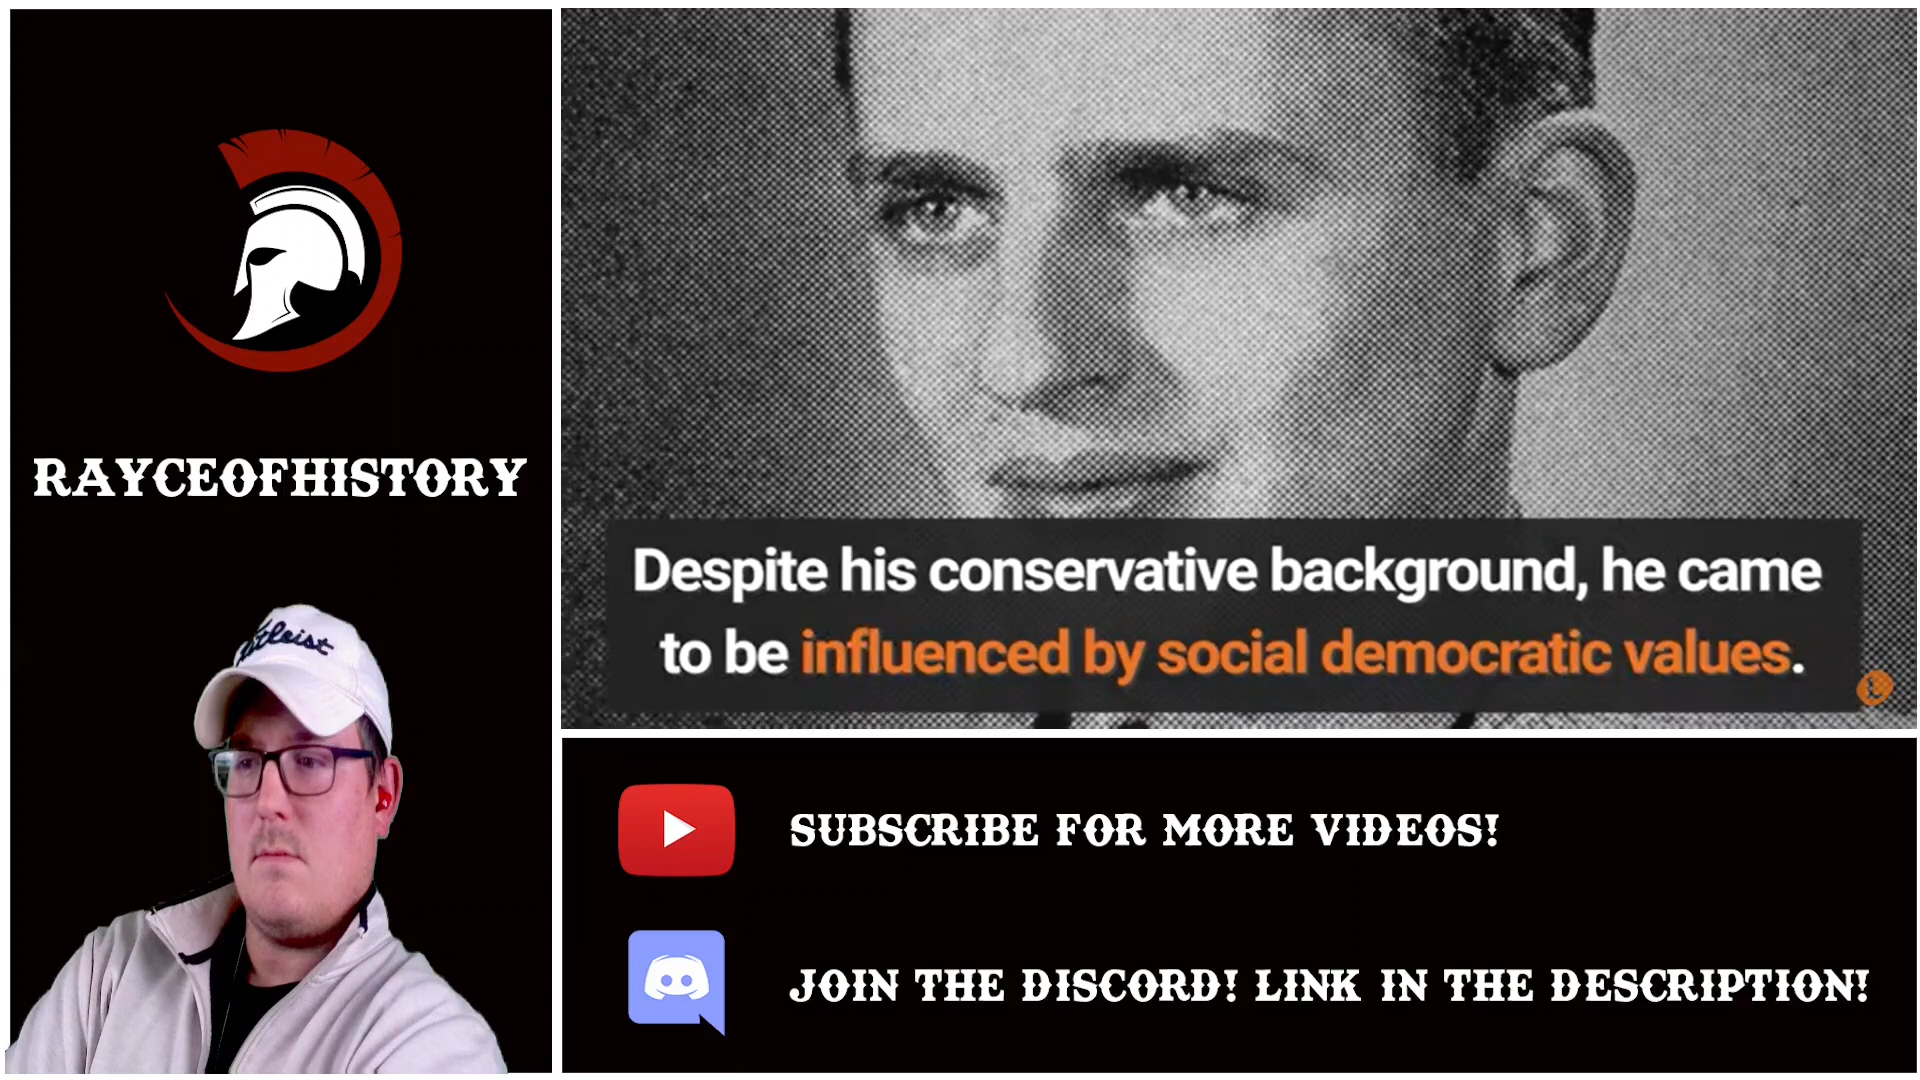 RAYCEOFHISTORY
Titleist
Despite his conservative background, he came
to be influenced by social democratic values.
SUBSCRIBE FOR MORE VIDEOS!
JOIN THE DISCORD! LINK IN THE DESCRIPTION!